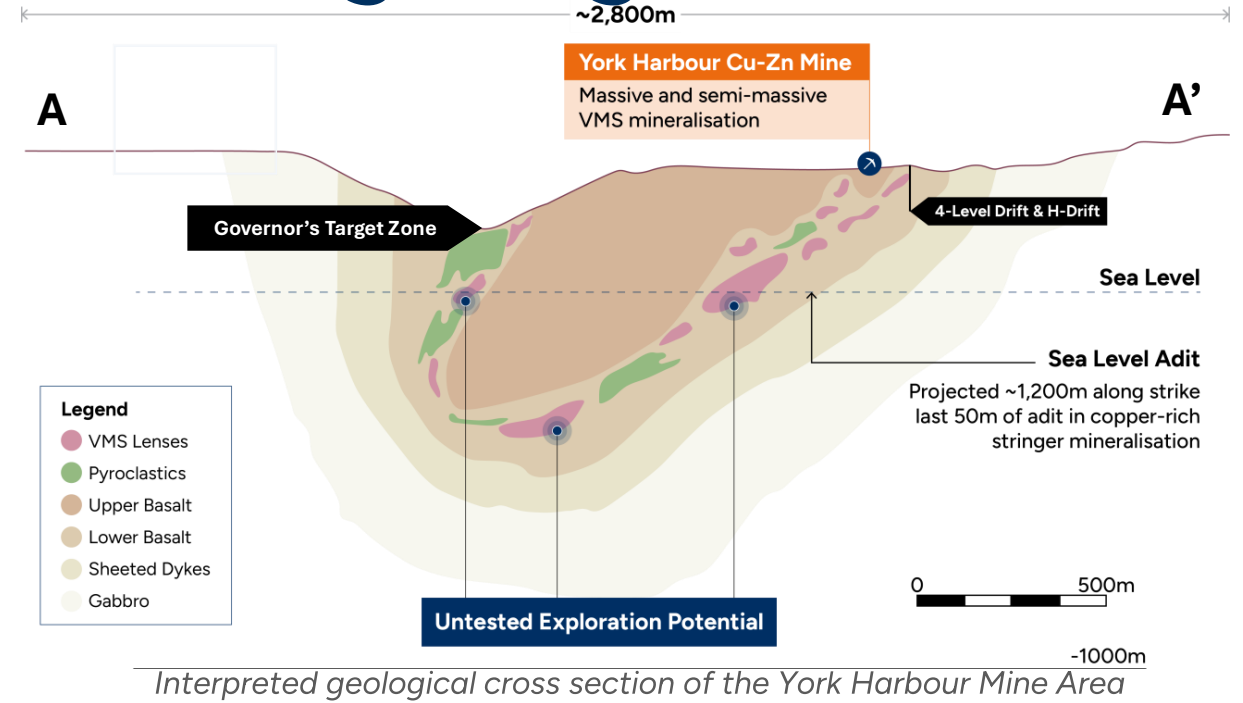 ~2,800m
A
A’
York Harbour Cu-Zn Mine
Massive and semi-massive
VMS mineralisation
Governor’s Target Zone
4-Level Drift & H-Drift
Sea Level
Sea Level Adit
Projected ~1,200m along strike
last 50m of adit in copper-rich
stringer mineralisation
Legend
VMS Lenses
Pyroclastics
Upper Basalt
Lower Basalt
Sheeted Dykes
Gabbro
Untested Exploration Potential
0 500m
-1000m
Interpreted geological cross section of the York Harbour Mine Area